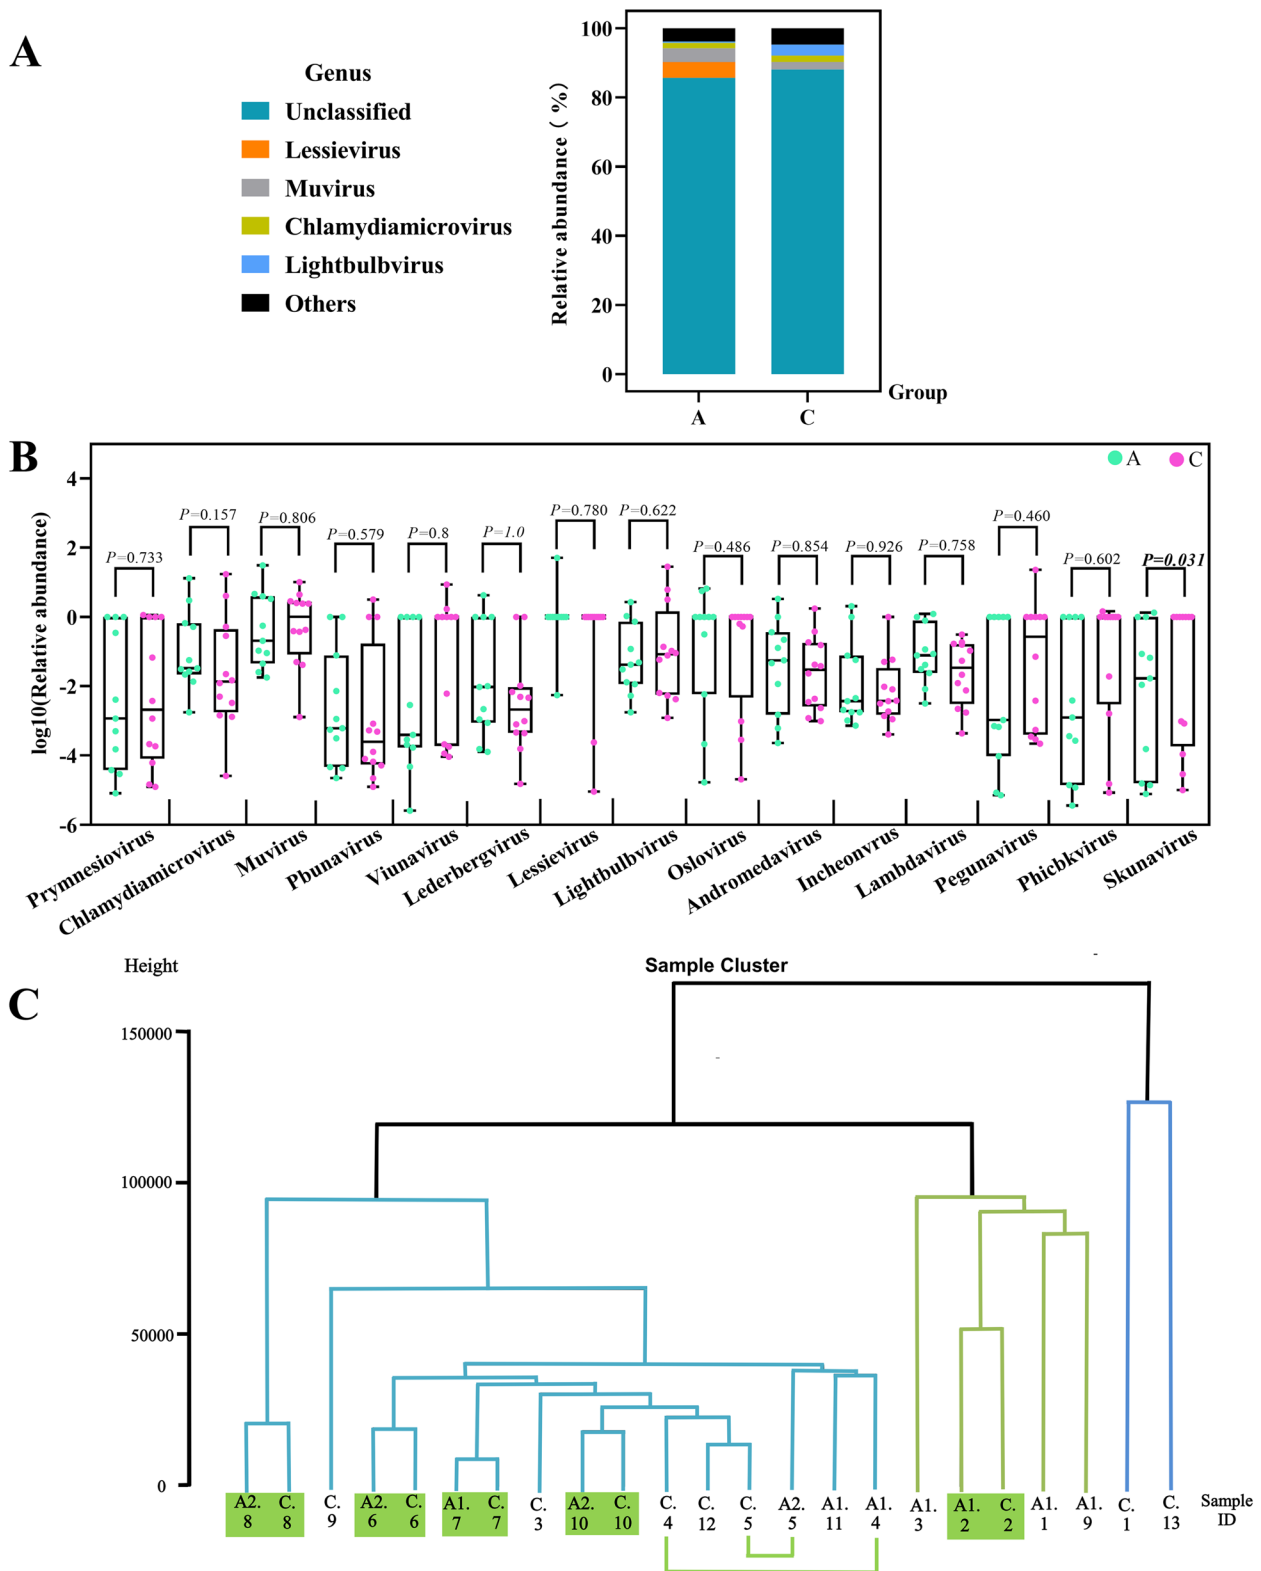 A
Genus
Unclassified
Lessievirus
Muvirus
Chlamydiamicrovirus
Lightbulbvirus
Others
Relative abundance ( %)
100
80
60
40
20
0
A
C
Group
B
log10(Relative abundance)
4
2
0
-2
-4
-6
A
C
P=0.733
P=0.157
P=0.806
P=0.579
P=0.8
P=1.0
P=0.780
P=0.622
P=0.486
P=0.854
P=0.926
P=0.758
P=0.460
P=0.602
P=0.031
Prymnesiovirus
Chlamydiamicrovirus
Muvirus
Pbunavirus
Viunavirus
Lederbergvirus
Lessievirus
Lightbulbvirus
Oslovirus
Andromedavirus
Incheonvrus
Lambdavirus
Pegunavirus
Phicbkvirus
Skunavirus
C
Height
Sample Cluster
150000
100000
50000
0
A2. C. C. A2. C. A1. C. C. A2. C. C. C. C. A2. A1. A1. A1. A1. C. A1. A1. C. C. Sample
8 8 9 6 6 7 7 3 10 10 4 12 5 5 11 4 3 2 2 1 9 1 13 ID